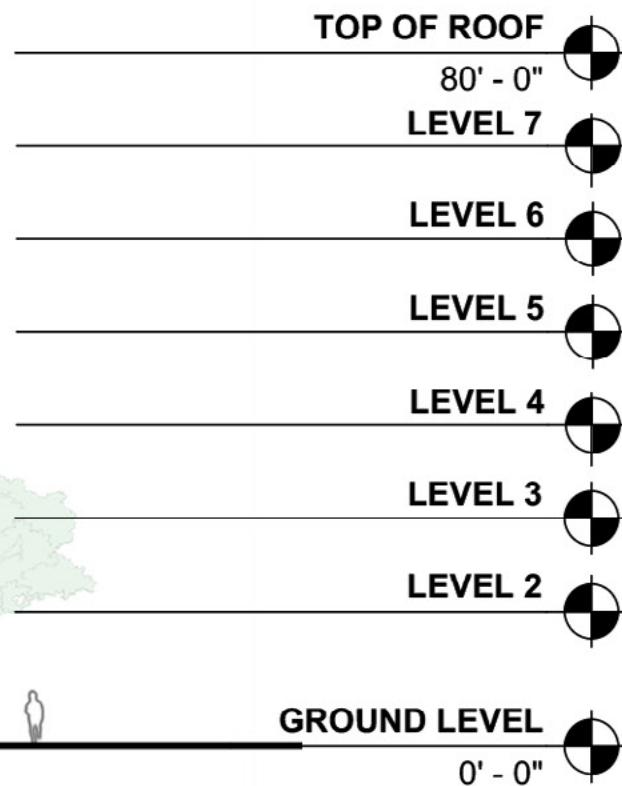 TOP OF ROOF
80' - 0"
LEVEL 7
LEVEL 6
LEVEL 5
LEVEL 4
LEVEL 3
LEVEL 2
GROUND LEVEL
0' - 0"